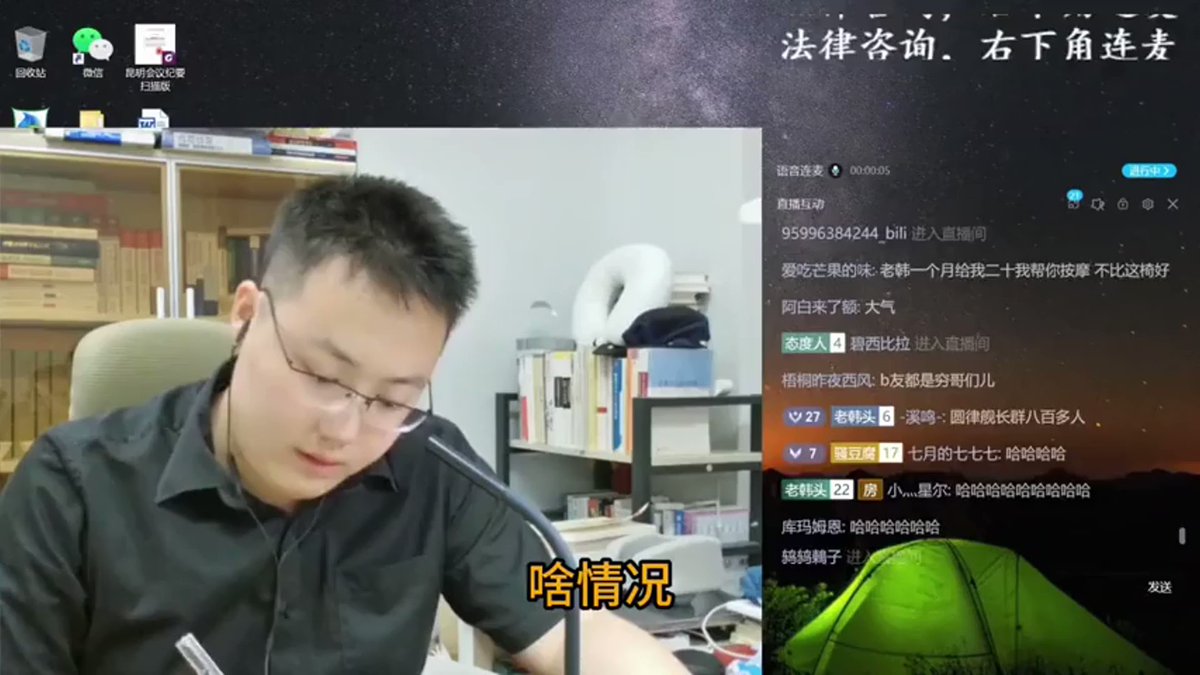 法律咨询，右下角连麦
回收站
微信
昆明会议纪要
扫描版
语音连麦 00:00:05
进行中
直播互动
21
95996384244_bili 进入直播间
爱吃芒果的味: 老韩一个月给我二十我帮你按摩 不比这椅好
阿白来了额: 大气
态度人 4 碧西比拉 进入直播间
梧桐昨夜西风: b友都是穷哥们儿
27 老韩头 6 -溪鸣-: 圆律舰长群八百多人
7 骚豆腐 17 七月的七七七: 哈哈哈哈
老韩头 22 房 小灬星尔: 哈哈哈哈哈哈哈哈哈
库玛姆恩: 哈哈哈哈哈哈
鸫鸫鶫子 进入直播间
发送
啥情况